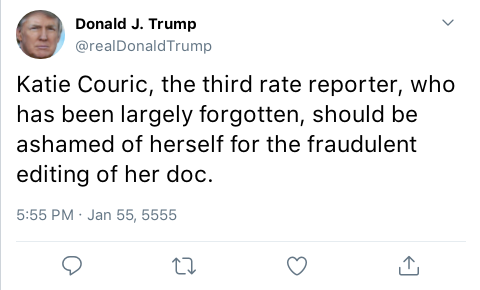 Donald J. Trump
@realDonaldTrump
Katie Couric, the third rate reporter, who
has been largely forgotten, should be
ashamed of herself for the fraudulent
editing of her doc.
5:55 PM · Jan 55, 5555